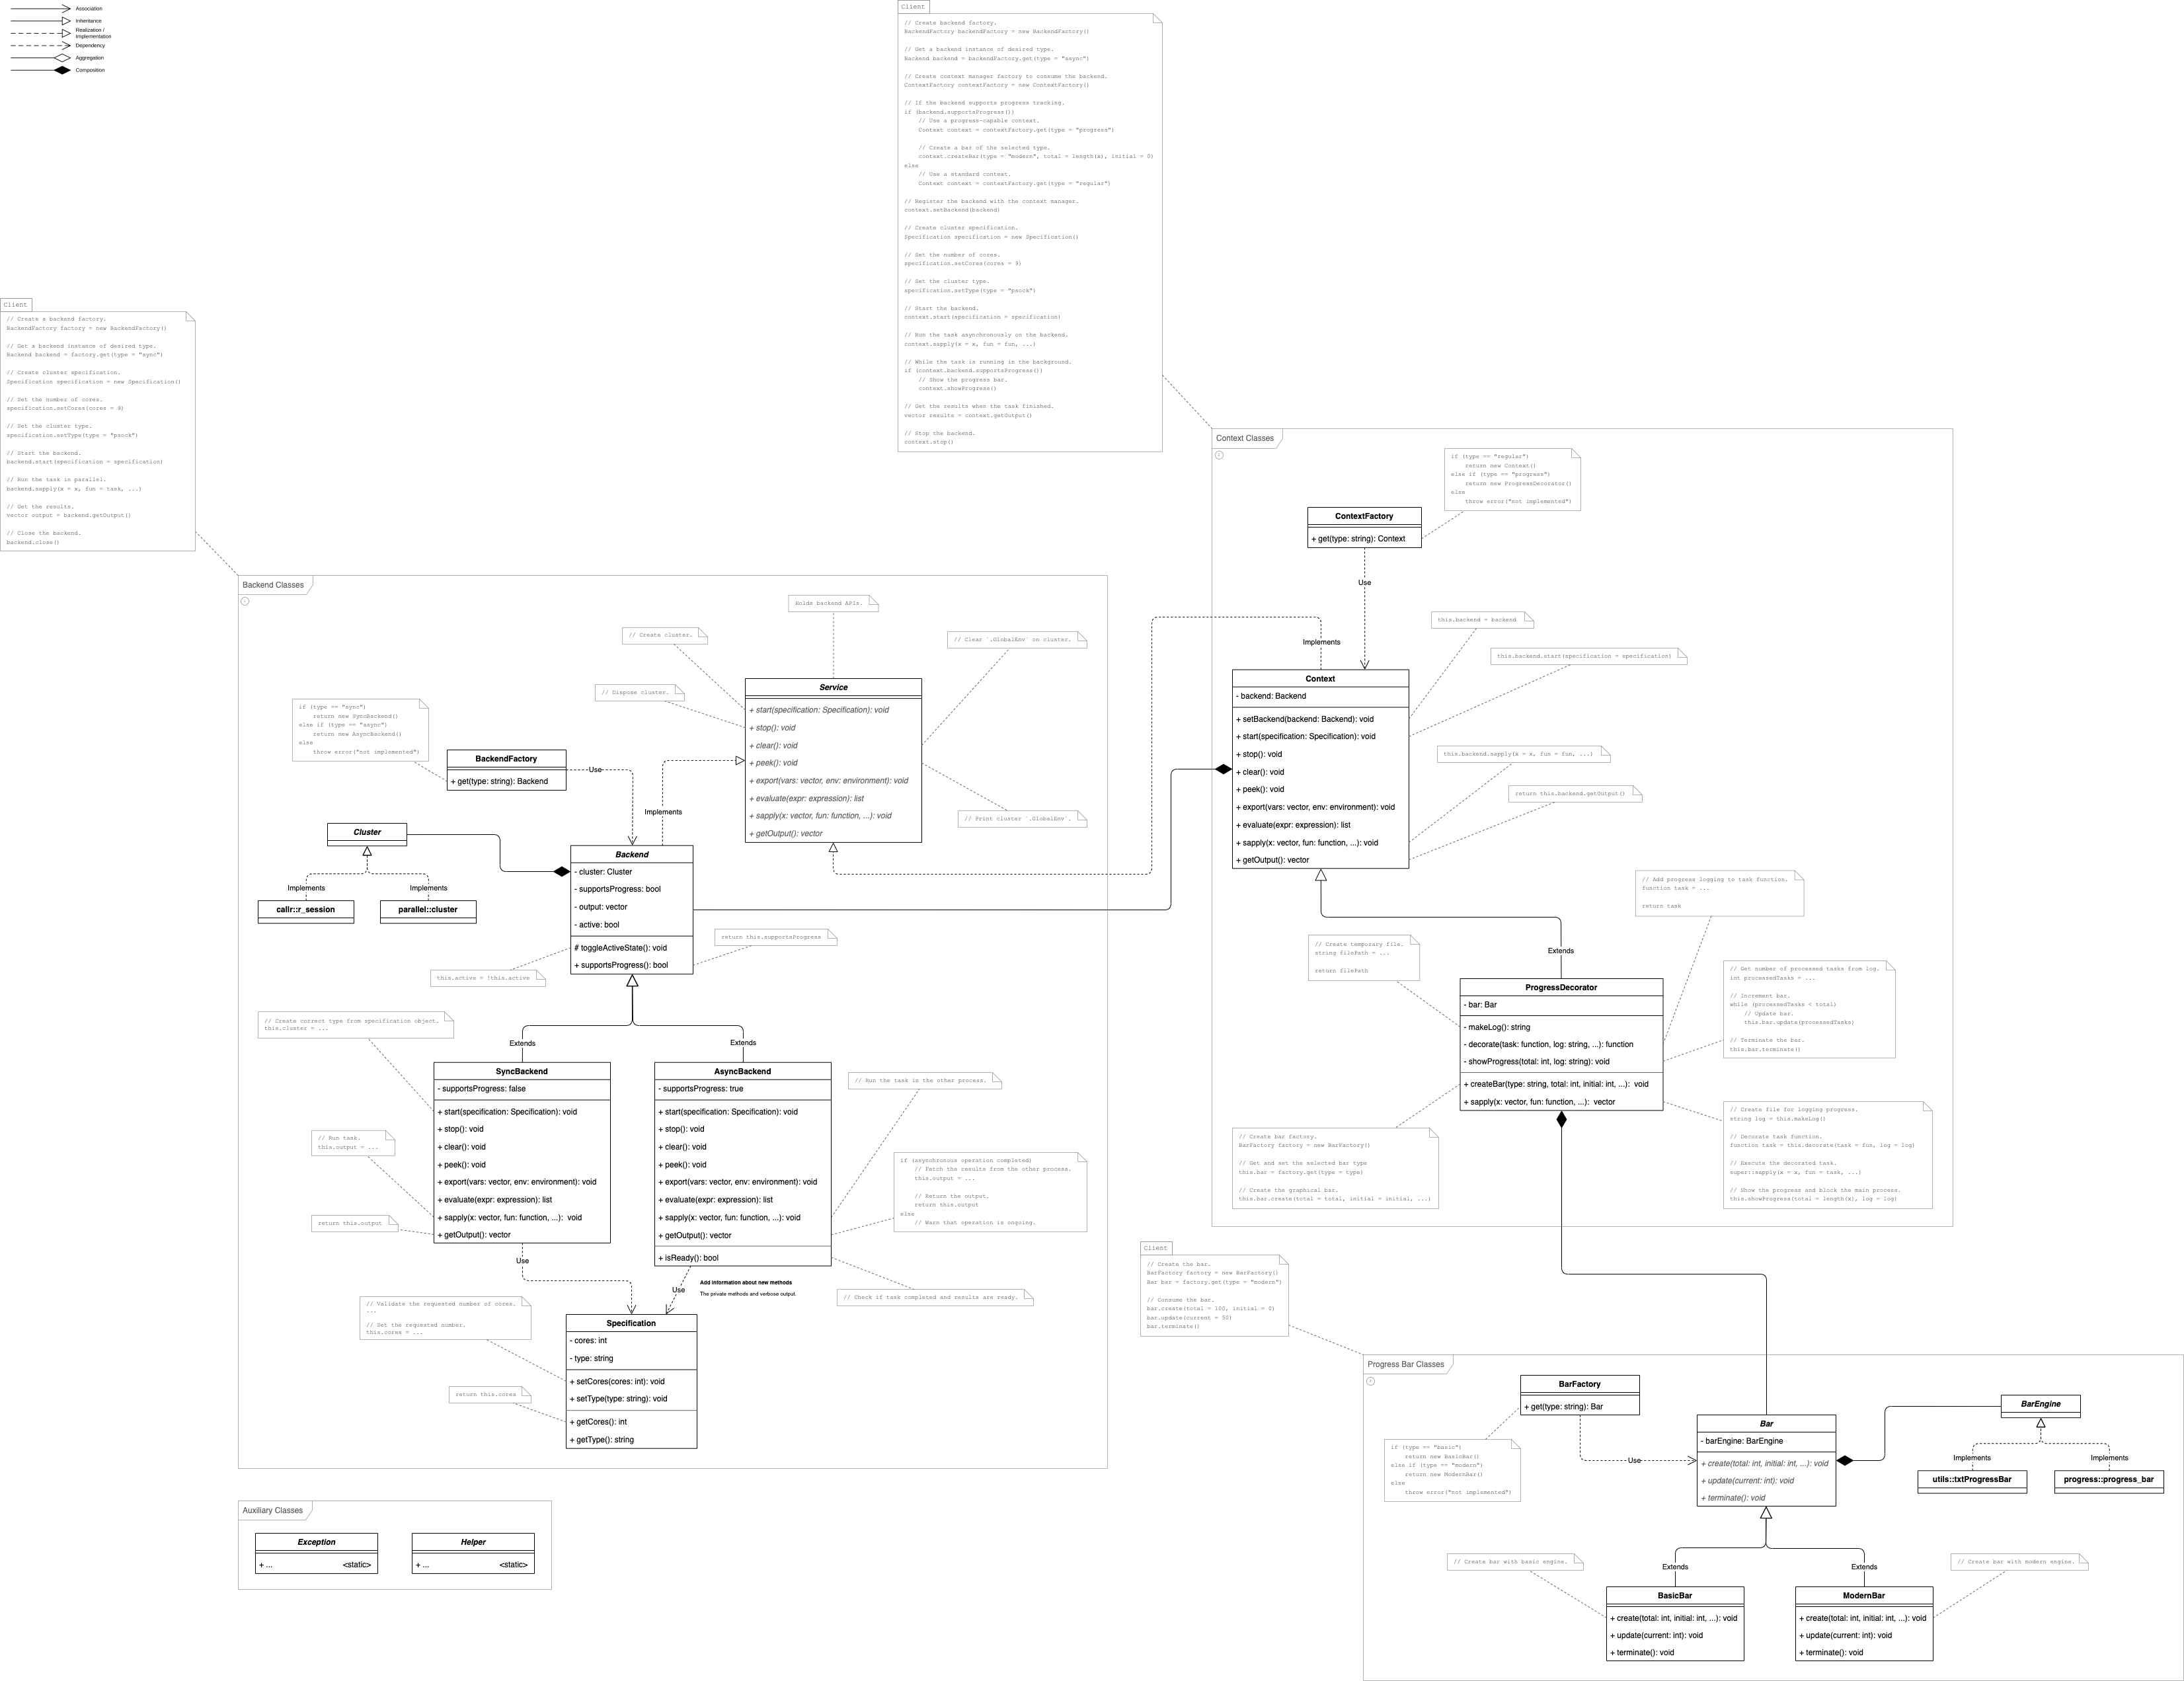 Association
Inheritance
Realization /
Implementation
Dependency
Aggregation
Composition
Client
// Create backend factory.
BackendFactory backendFactory = new BackendFactory()
// Get a backend instance of desired type.
Backend backend = backendFactory.get(type = "async")
// Create context manager factory to consume the backend.
ContextFactory contextFactory = new ContextFactory()
// If the backend supports progress tracking.
if (backend.supportsProgress())
// Use a progress-capable context.
Context context = contextFactory.get(type = "progress")
// Create a bar of the selected type.
context.createBar(type = "modern", total = length(x), initial = 0)
else
// Use a standard context.
Context context = contextFactory.get(type = "regular")
// Register the backend with the context manager.
context.setBackend(backend)
// Create cluster specification.
Specification specification = new Specification()
// Set the number of cores.
specification.setCores(cores = 9)
// Set the cluster type.
specification.setType(type = "psock")
// Start the backend.
context.start(specification = specification)
// Run the task asynchronously on the backend.
context.sapply(x = x, fun = fun, ...)
// While the task is running in the background.
if (context.backend.supportsProgress())
// Show the progress bar.
context.showProgress()
// Get the results when the task finished.
vector results = context.getOutput()
// Stop the backend.
context.stop()
Client
// Create a backend factory.
BackendFactory factory = new BackendFactory()
// Get a backend instance of desired type.
Backend backend = factory.get(type = "sync")
// Create cluster specification.
Specification specification = new Specification()
// Set the number of cores.
specification.setCores(cores = 9)
// Set the cluster type.
specification.setType(type = "psock")
// Start the backend.
backend.start(specification = specification)
// Run the task in parallel.
backend.sapply(x = x, fun = task, ...)
// Get the results.
vector output = backend.getOutput()
// Close the backend.
backend.close()
Backend Classes
Holds backend APIs.
// Create cluster.
// Clear `.GlobalEnv` on cluster.
// Dispose cluster.
Service
+ start(specification: Specification): void
+ stop(): void
+ clear(): void
+ peek(): void
+ export(vars: vector, env: environment): void
+ evaluate(expr: expression): list
+ sapply(x: vector, fun: function, ...): void
+ getOutput(): vector
// Print cluster `.GlobalEnv`.
if (type == "sync")
return new SyncBackend()
else if (type == "async")
return new AsyncBackend()
else
throw error("not implemented")
BackendFactory
+ get(type: string): Backend
Use
Implements
Cluster
Implements
Implements
callr::r_session
parallel::cluster
Backend
- cluster: Cluster
- supportsProgress: bool
- output: vector
- active: bool
# toggleActiveState(): void
+ supportsProgress(): bool
return this.supportsProgress
this.active = !this.active
// Create correct type from specification object.
this.cluster = ...
Extends
Extends
SyncBackend
- supportsProgress: false
+ start(specification: Specification): void
+ stop(): void
+ clear(): void
+ peek(): void
+ export(vars: vector, env: environment): void
+ evaluate(expr: expression): list
+ sapply(x: vector, fun: function, ...): void
+ getOutput(): vector
// Run task.
this.output = ...
return this.output
AsyncBackend
- supportsProgress: true
+ start(specification: Specification): void
+ stop(): void
+ clear(): void
+ peek(): void
+ export(vars: vector, env: environment): void
+ evaluate(expr: expression): list
+ sapply(x: vector, fun: function, ...): void
+ getOutput(): vector
+ isReady(): bool
// Run the task in the other process.
if (asynchronous operation completed)
// Fetch the results from the other process.
this.output = ...
// Return the output.
return this.output
else
// Warn that operation is ongoing.
// Check if task completed and results are ready.
Use
Use
Add information about new methods
The private methods and verbose output.
// Validate the requested number of cores.
...
// Set the requested number.
this.cores = ...
return this.cores
Specification
- cores: int
- type: string
+ setCores(cores: int): void
+ setType(type: string): void
+ getCores(): int
+ getType(): string
Auxiliary Classes
Exception
+ ... <static>
Helper
+ ... <static>
Context Classes
if (type == "regular")
return new Context()
else if (type == "progress")
return new ProgressDecorator()
else
throw error("not implemented")
ContextFactory
+ get(type: string): Context
Use
Implements
this.backend = backend
this.backend.start(specification = specification)
Context
- backend: Backend
+ setBackend(backend: Backend): void
+ start(specification: Specification): void
+ stop(): void
+ clear(): void
+ peek(): void
+ export(vars: vector, env: environment): void
+ evaluate(expr: expression): list
+ sapply(x: vector, fun: function, ...): void
+ getOutput(): vector
this.backend.sapply(x = x, fun = fun, ...)
return this.backend.getOutput()
// Add progress logging to task function.
function task = ...
return task
// Create temporary file.
string filePath = ...
return filePath
Extends
ProgressDecorator
- bar: Bar
- makeLog(): string
- decorate(task: function, log: string, ...): function
- showProgress(total: int, log: string): void
+ createBar(type: string, total: int, initial: int, ...): void
+ sapply(x: vector, fun: function, ...): vector
// Get number of processed tasks from log.
int processedTasks = ...
// Increment bar.
while (processedTasks < total)
// Update bar.
this.bar.update(processedTasks)
// Terminate the bar.
this.bar.terminate()
// Create bar factory.
BarFactory factory = new BarFactory()
// Get and set the selected bar type
this.bar = factory.get(type = type)
// Create the graphical bar.
this.bar.create(total = total, initial = initial, ...)
// Create file for logging progress.
string log = this.makeLog()
// Decorate task function.
function task = this.decorate(task = fun, log = log)
// Execute the decorated task.
super::sapply(x = x, fun = task, ...)
// Show the progress and block the main process.
this.showProgress(total = length(x), log = log)
Client
// Create the bar.
BarFactory factory = new BarFactory()
Bar bar = factory.get(type = "modern")
// Consume the bar.
bar.create(total = 100, initial = 0)
bar.update(current = 50)
bar.terminate()
Progress Bar Classes
BarFactory
+ get(type: string): Bar
if (type == "basic")
return new BasicBar()
else if (type == "modern")
return new ModernBar()
else
throw error("not implemented")
Use
Bar
- barEngine: BarEngine
+ create(total: int, initial: int, ...): void
+ update(current: int): void
+ terminate(): void
BarEngine
Implements
Implements
utils::txtProgressBar
progress::progress_bar
// Create bar with basic engine.
Extends
Extends
// Create bar with modern engine.
BasicBar
+ create(total: int, initial: int, ...): void
+ update(current: int): void
+ terminate(): void
ModernBar
+ create(total: int, initial: int, ...): void
+ update(current: int): void
+ terminate(): void